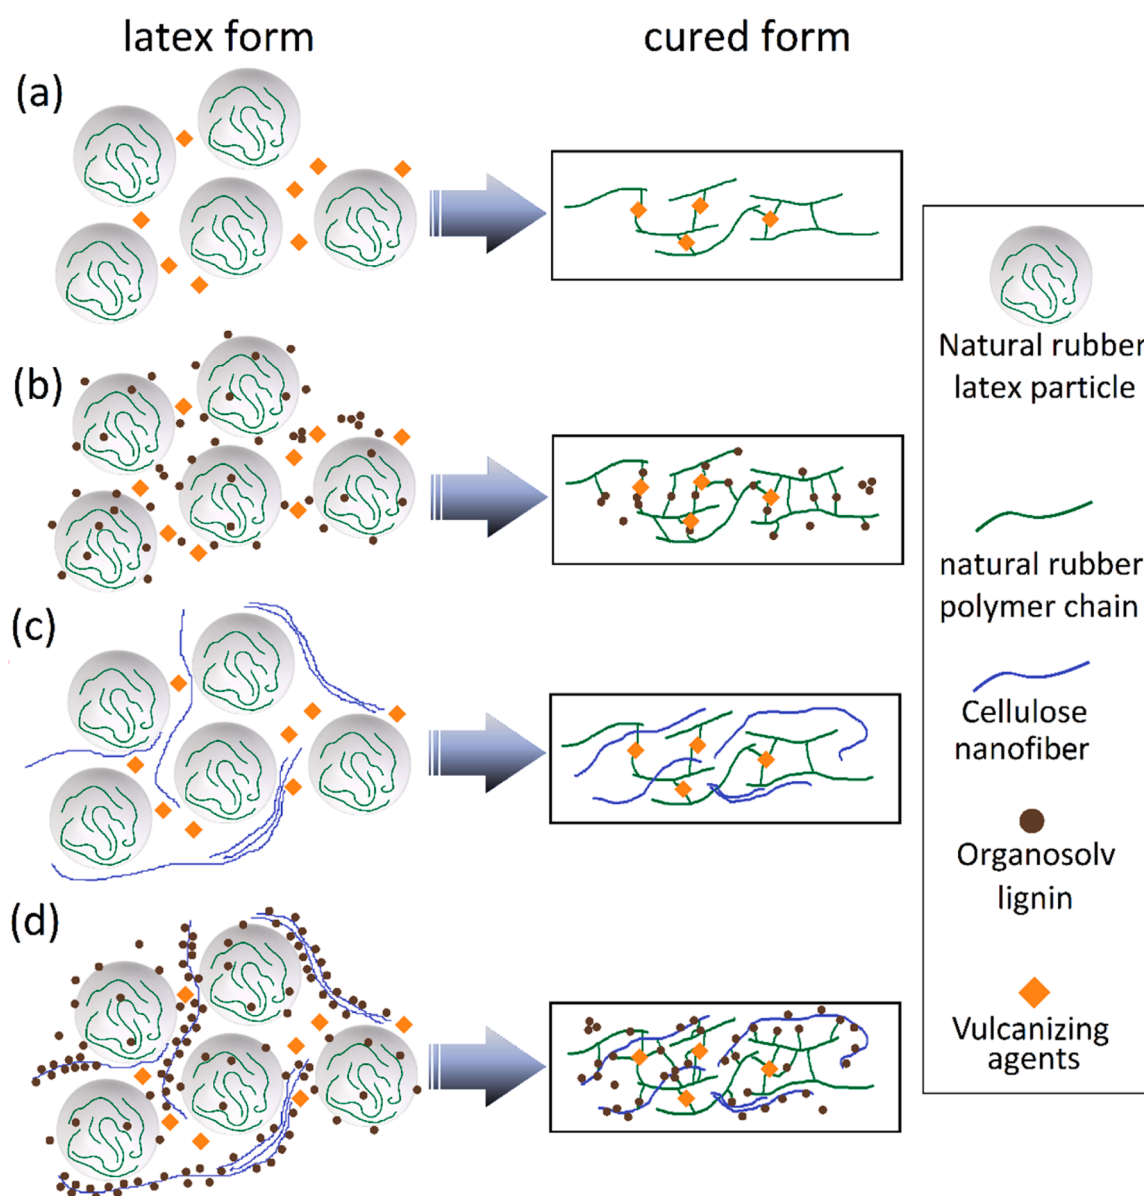 latex form
cured form
(a)
(b)
(c)
(d)
Natural rubber
latex particle
natural rubber
polymer chain
Cellulose
nanofiber
Organosolv
lignin
Vulcanizing
agents